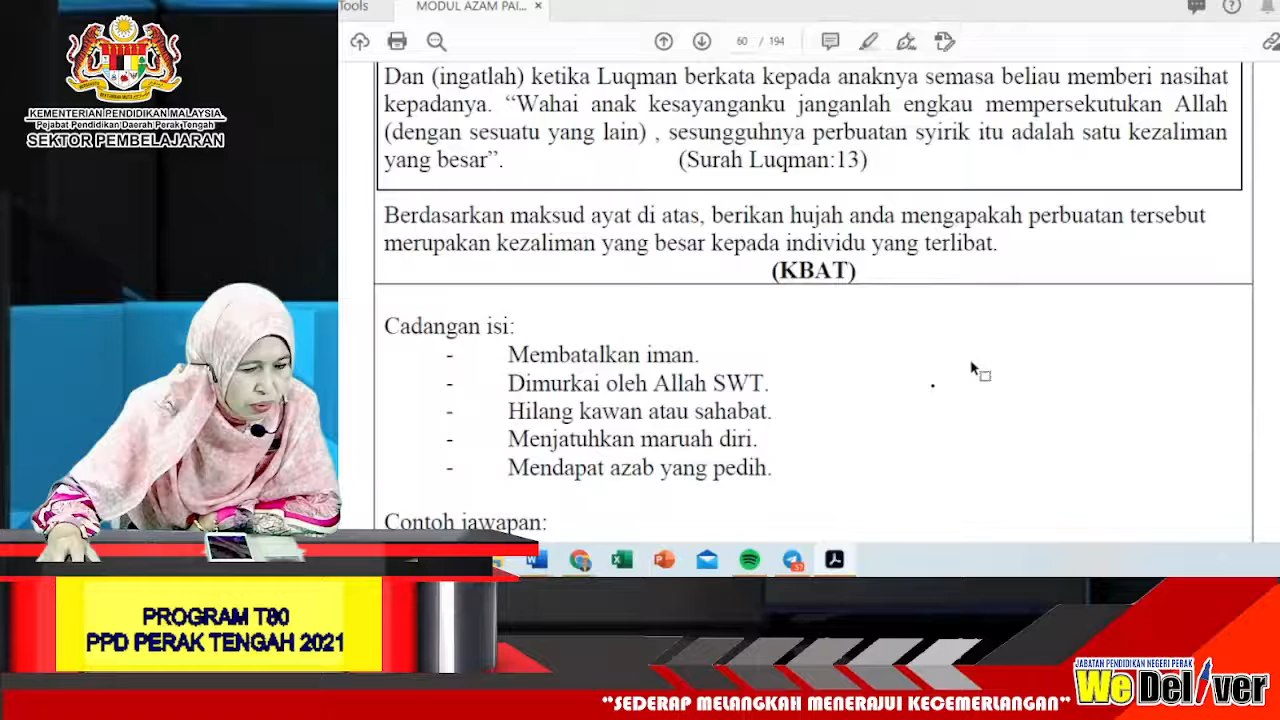 Tools
MODUL AZAM PAI... ×
60 / 194
KEMENTERIAN PENDIDIKAN MALAYSIA
Pejabat Pendidikan Daerah Perak Tengah
SEKTOR PEMBELAJARAN
Dan (ingatlah) ketika Luqman berkata kepada anaknya semasa beliau memberi nasihat
kepadanya. “Wahai anak kesayanganku janganlah engkau mempersekutukan Allah
(dengan sesuatu yang lain) , sesungguhnya perbuatan syirik itu adalah satu kezaliman
yang besar”. (Surah Luqman:13)
Berdasarkan maksud ayat di atas, berikan hujah anda mengapakah perbuatan tersebut
merupakan kezaliman yang besar kepada individu yang terlibat.
(KBAT)
Cadangan isi:
- Membatalkan iman.
- Dimurkai oleh Allah SWT.
- Hilang kawan atau sahabat.
- Menjatuhkan maruah diri.
- Mendapat azab yang pedih.
Contoh jawapan:
PROGRAM T80
PPD PERAK TENGAH 2021
JABATAN PENDIDIKAN NEGERI PERAK
We Deliver
“SEDERAP MELANGKAH MENERAJUI KECEMERLANGAN”